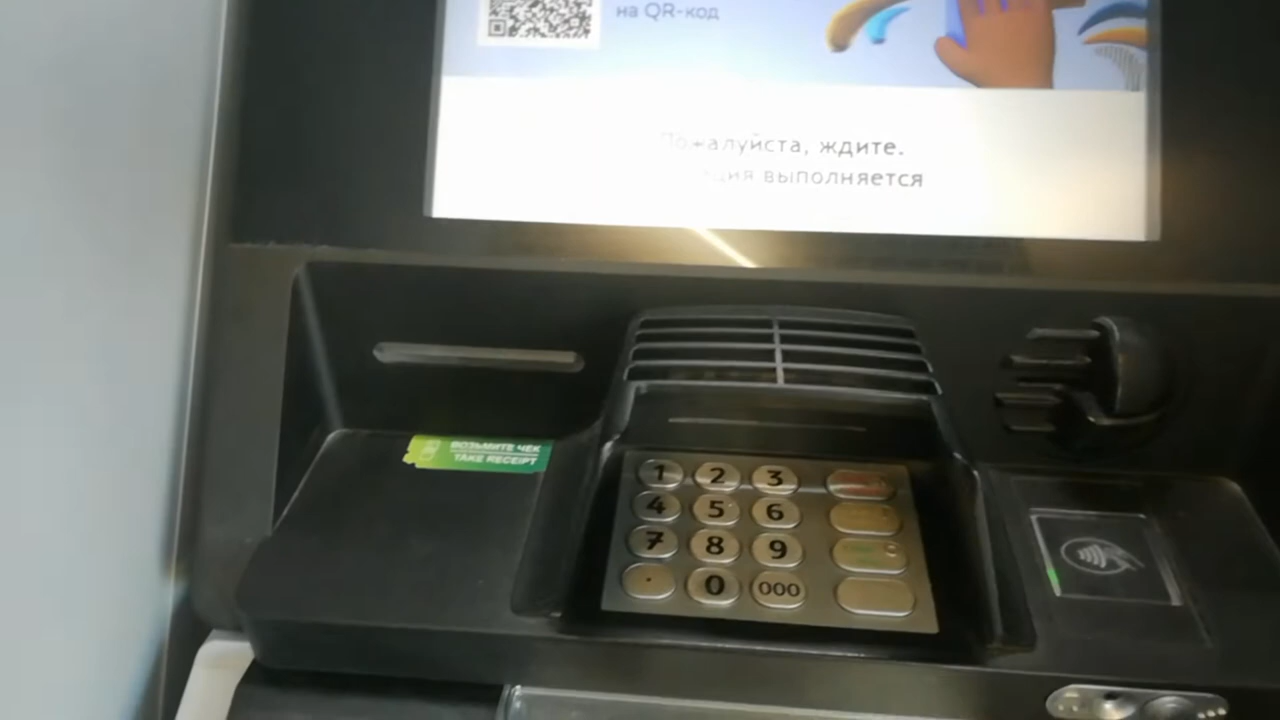 на QR-код
Пожалуйста, ждите.
выполняется
ВОЗЬМИТЕ ЧЕК
TAKE RECEIPT
1 2 3
4 5 6
7 8 9
. 0 000